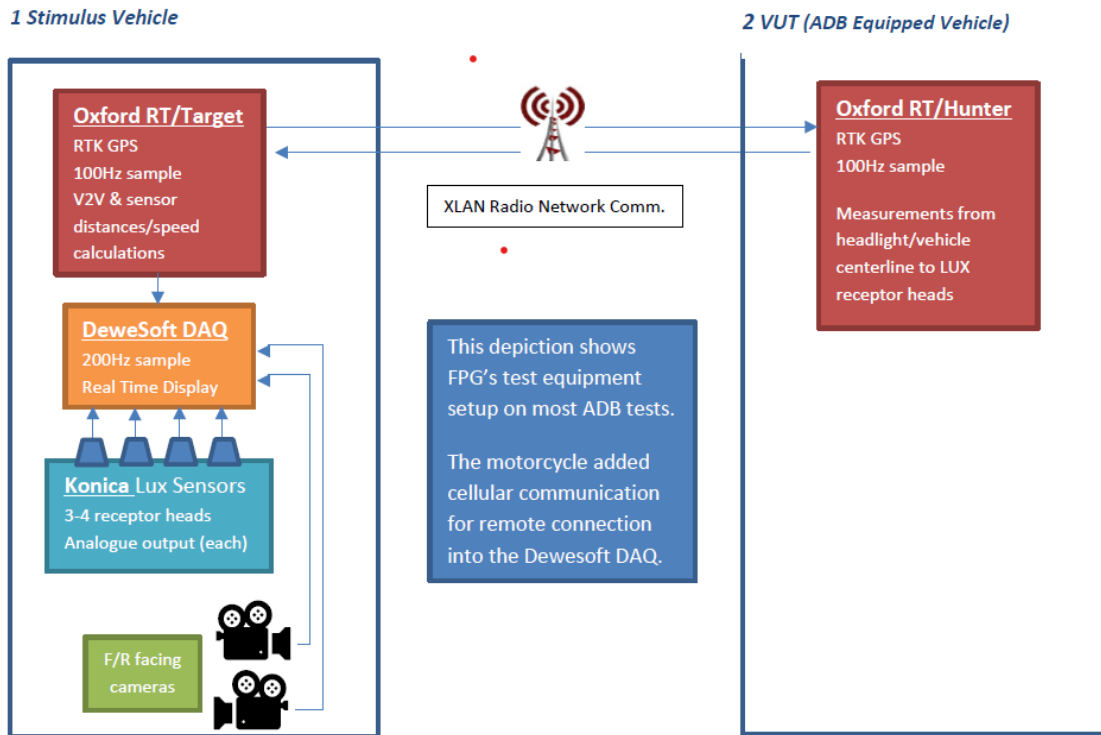 1 Stimulus Vehicle
2 VUT (ADB Equipped Vehicle)
Oxford RT/Target
RTK GPS
100Hz sample
V2V & sensor
distances/speed
calculations
DeweSoft DAQ
200Hz sample
Real Time Display
Konica Lux Sensors
3-4 receptor heads
Analogue output (each)
F/R facing
cameras
XLAN Radio Network Comm.
This depiction shows
FPG's test equipment
setup on most ADB tests.
The motorcycle added
cellular communication
for remote connection
into the Dewesoft DAQ.
Oxford RT/Hunter
RTK GPS
100Hz sample
Measurements from
headlight/vehicle
centerline to LUX
receptor heads